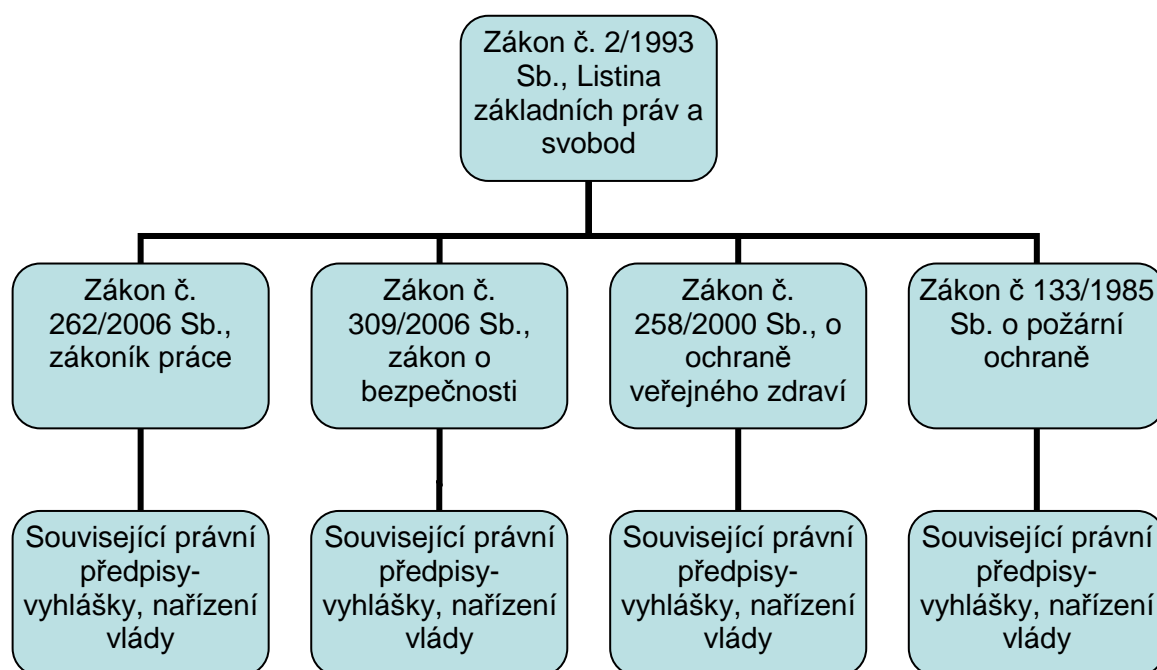 Zákon č. 2/1993
Sb., Listina
základních práv a
svobod
Zákon č.
262/2006 Sb.,
zákoník práce
Zákon č.
309/2006 Sb.,
zákon o
bezpečnosti
Zákon č.
258/2000 Sb., o
ochraně
veřejného zdraví
Zákon č 133/1985
Sb. o požární
ochraně
Související právní
předpisy-
vyhlášky, nařízení
vlády
Související právní
předpisy-
vyhlášky, nařízení
vlády
Související právní
předpisy-
vyhlášky, nařízení
vlády
Související právní
předpisy-
vyhlášky, nařízení
vlády